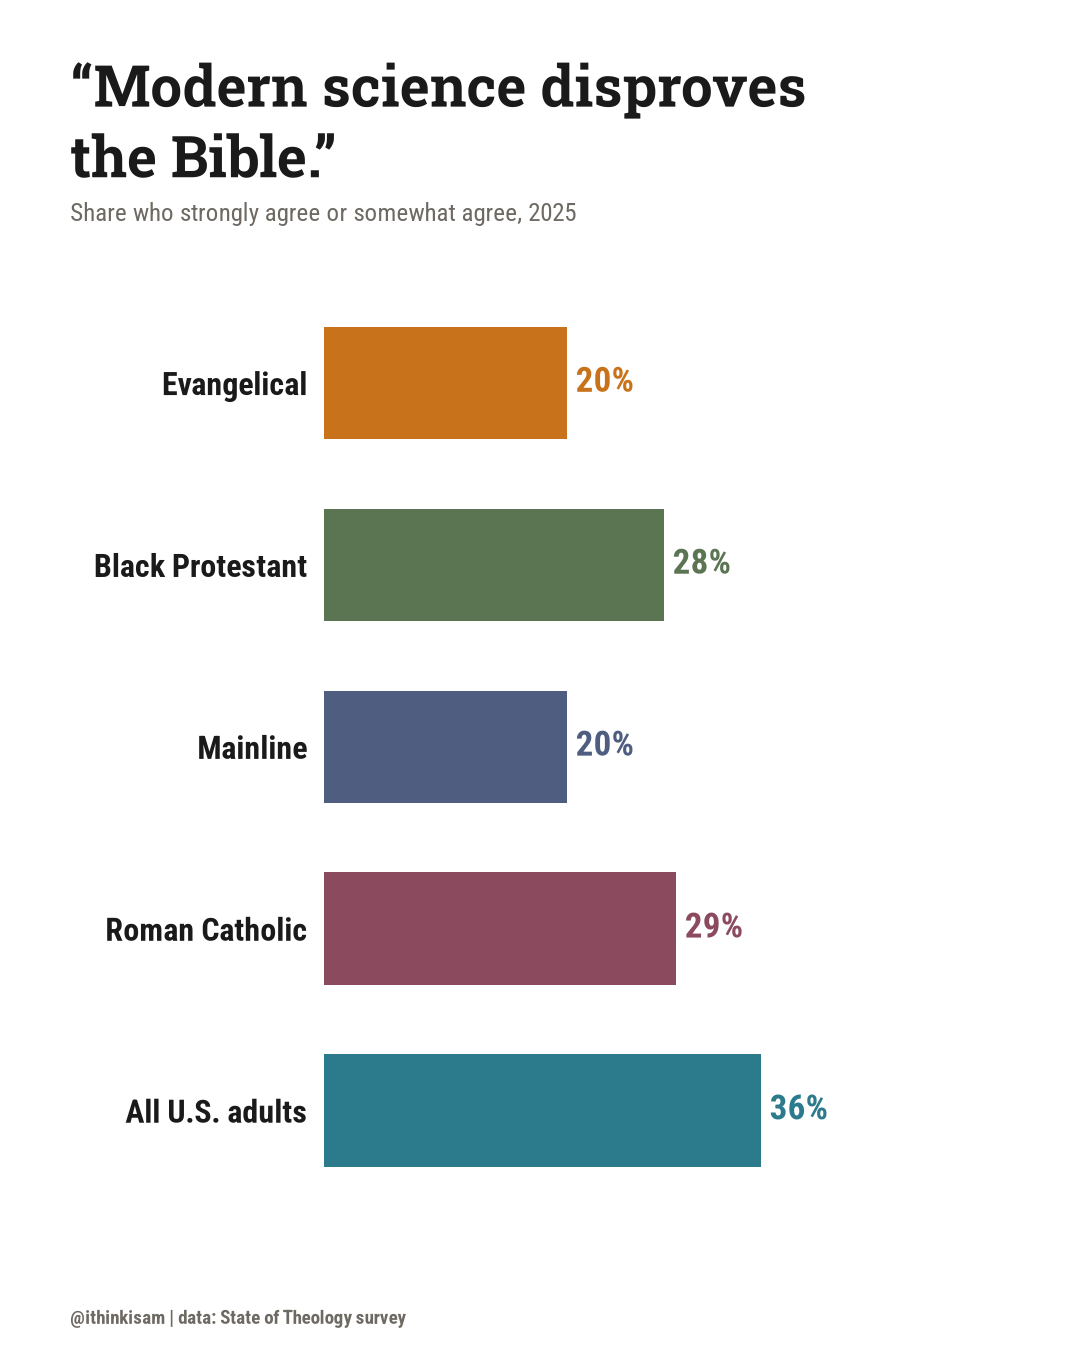 “Modern science disproves
the Bible.”
Share who strongly agree or somewhat agree, 2025
Evangelical 20%
Black Protestant 28%
Mainline 20%
Roman Catholic 29%
All U.S. adults 36%
@ithinkisam | data: State of Theology survey